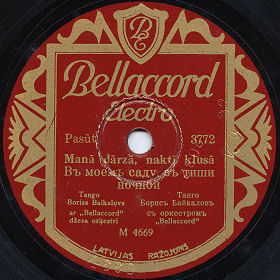 Bellaccord
Electro
Pasūt. 3772
Manā dārzā, naktī klusā
Въ моемъ саду, въ тиши
ночной
Tango Танго
Boriss Baikalovs Борисъ Байкаловъ
ar „Bellaccord” съ оркестромъ
džesa orķestri „Bellaccord”
M 4669
LATVIJAS RAŽOJUMS